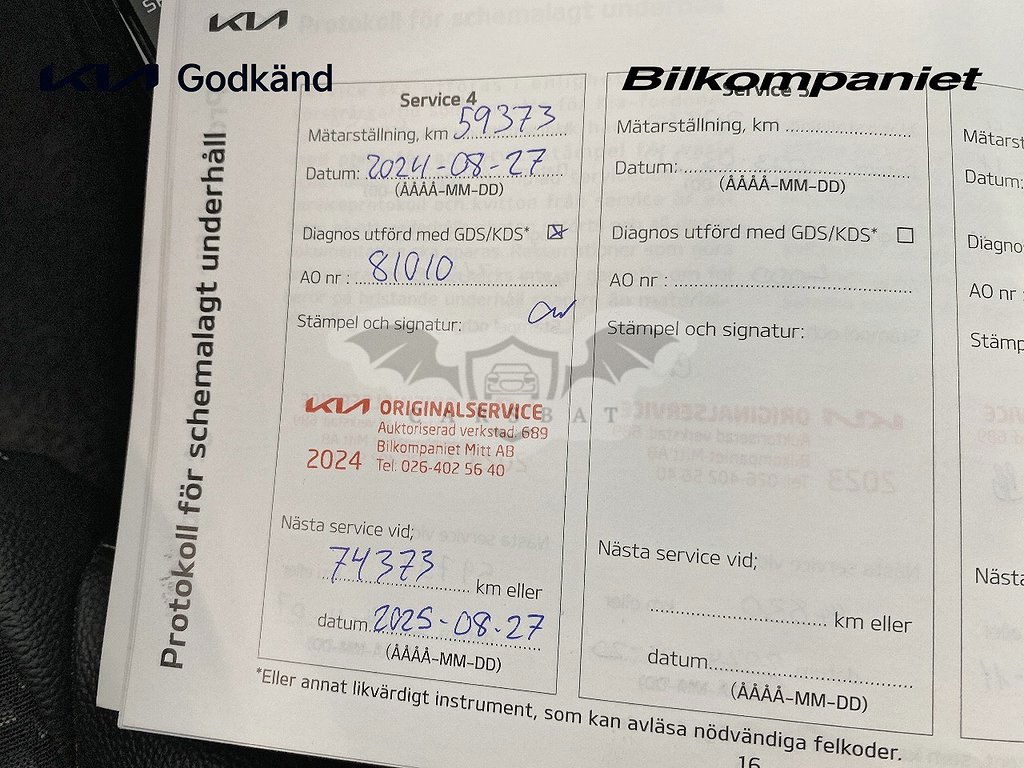 KIA
KIA Godkänd
Bilkompaniet
Protokoll för schemalagt underhåll
Service 4
Mätarställning, km 59373
Datum: 2024-08-27
(ÅÅÅÅ-MM-DD)
Diagnos utförd med GDS/KDS*
AO nr : 81010
Stämpel och signatur:
KIA ORIGINALSERVICE
Auktoriserad verkstad: 689
Bilkompaniet Mitt AB
2024 Tel: 026-402 56 40
CARSBAT
Nästa service vid;
74373 km eller
datum 2025-08-27
(ÅÅÅÅ-MM-DD)
Service 5
Mätarställning, km
Datum:
(ÅÅÅÅ-MM-DD)
Diagnos utförd med GDS/KDS*
AO nr :
Stämpel och signatur:
Nästa service vid;
km eller
datum
(ÅÅÅÅ-MM-DD)
Datum:
AO nr
*Eller annat likvärdigt instrument, som kan avläsa nödvändiga felkoder.
16